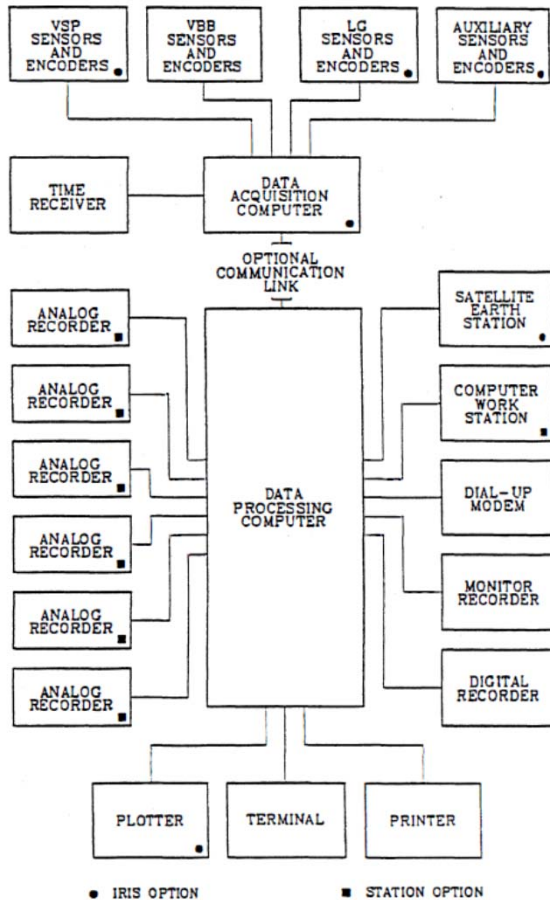 VSP
SENSORS
AND
ENCODERS
VBB
SENSORS
AND
ENCODERS
LG
SENSORS
AND
ENCODERS
AUXILIARY
SENSORS
AND
ENCODERS
TIME
RECEIVER
DATA
ACQUISITION
COMPUTER
OPTIONAL
COMMUNICATION
LINK
ANALOG
RECORDER
ANALOG
RECORDER
ANALOG
RECORDER
ANALOG
RECORDER
ANALOG
RECORDER
ANALOG
RECORDER
DATA
PROCESSING
COMPUTER
SATELLITE
EARTH
STATION
COMPUTER
WORK
STATION
DIAL-UP
MODEM
MONITOR
RECORDER
DIGITAL
RECORDER
PLOTTER
TERMINAL
PRINTER
● IRIS OPTION
■ STATION OPTION